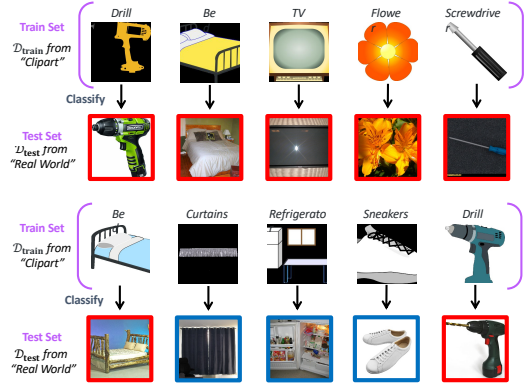 Train Set
𝒟train from
"Clipart"
Drill
Be
TV
Flowe
r
Screwdrive
r
Classify
Test Set
𝒟test from
"Real World"
Train Set
𝒟train from
"Clipart"
Be
Curtains
Refrigerato
Sneakers
Drill
Classify
Test Set
𝒟test from
"Real World"